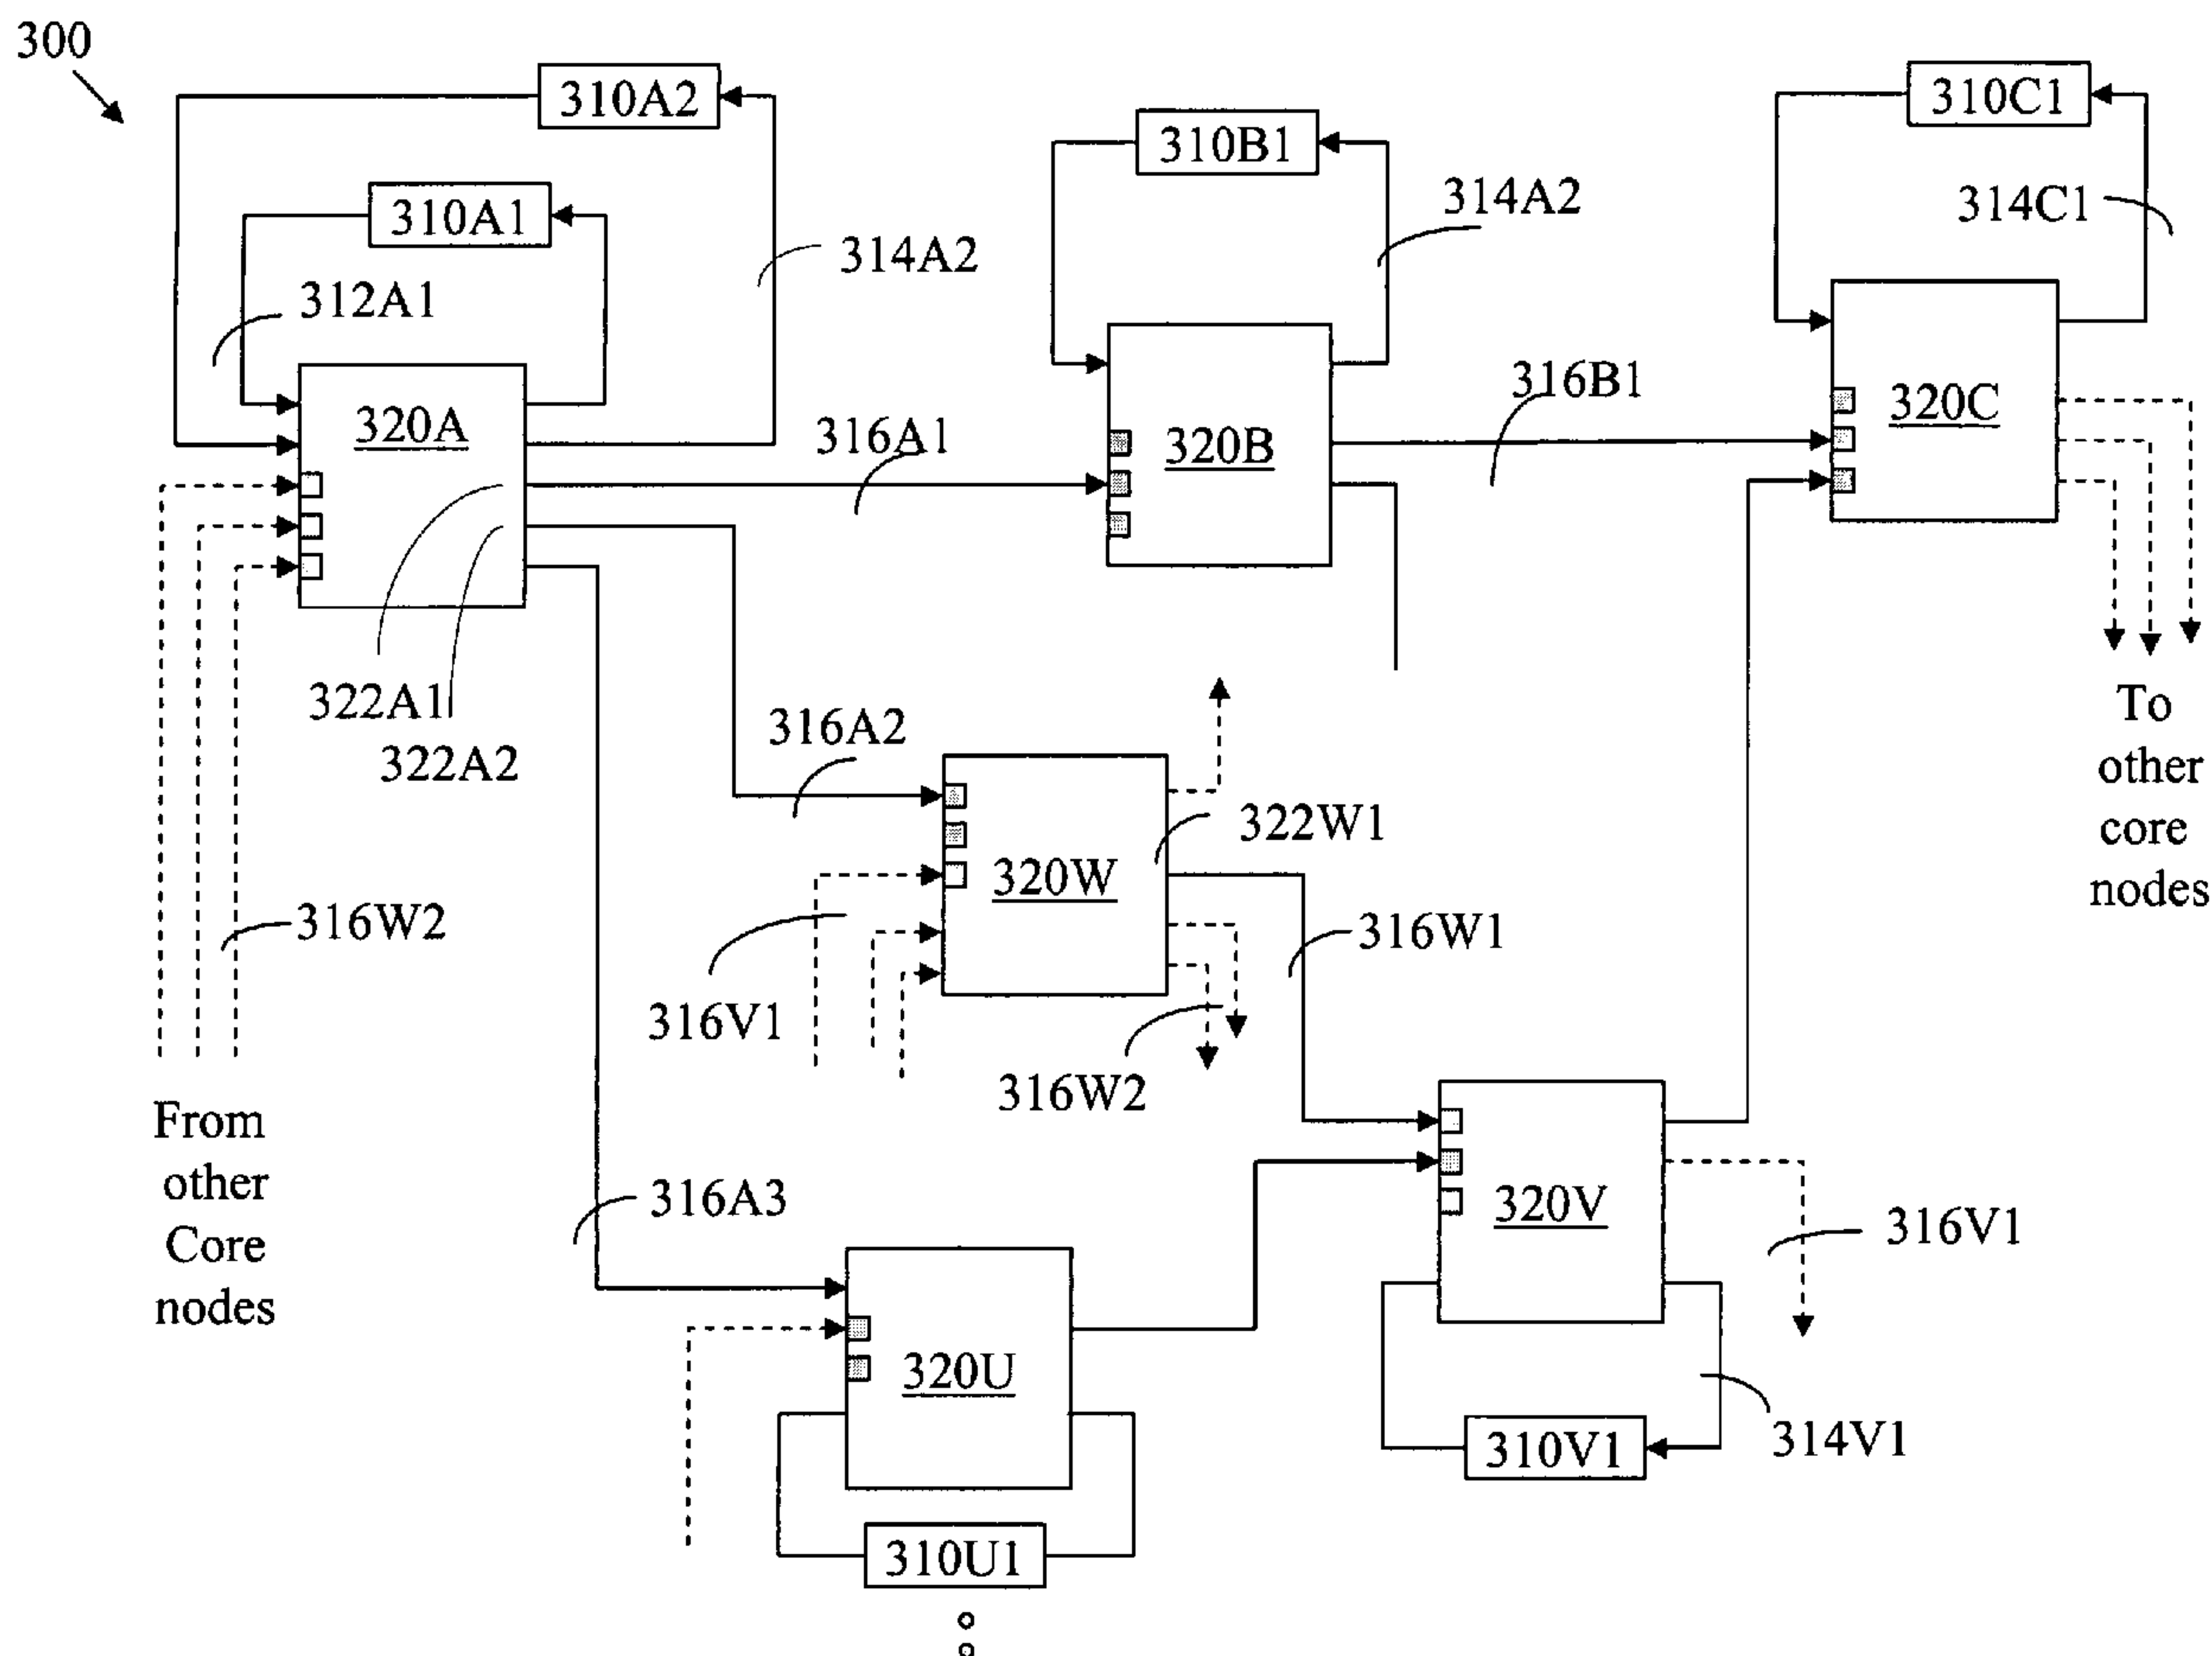 300
310A2
310C1
310B1
310A1
314A2
314C1
314A2
312A1
316B1
320C
320A
316A1
320B
322A1
To
other
core
nodes
316A2
322A2
322W1
320W
316W2
316W1
316V1
316W2
From
other
Core
nodes
316A3
320V
316V1
320U
310V1
314V1
310U1